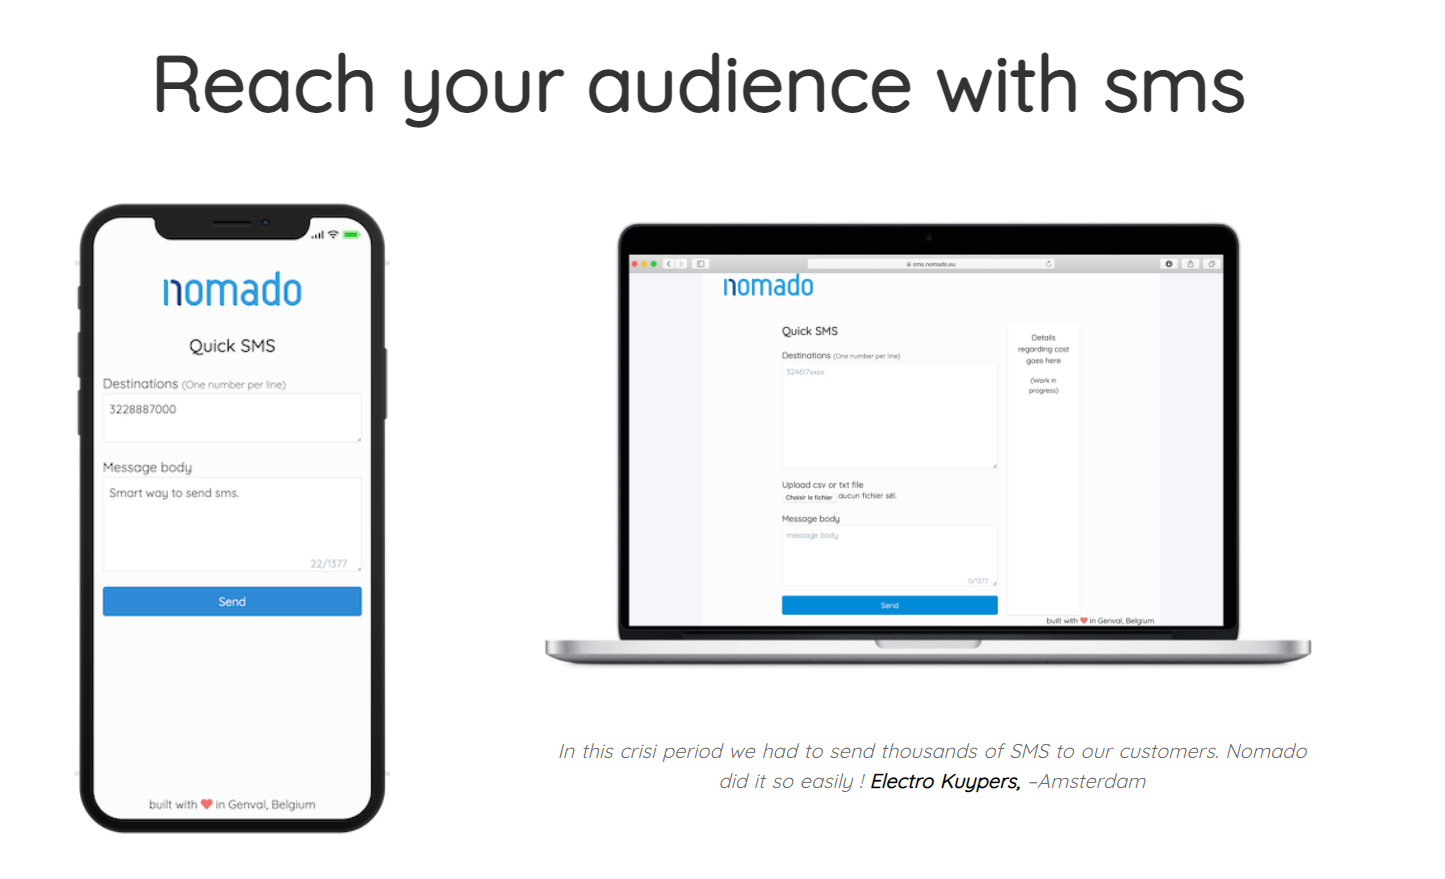 Reach your audience with sms
nomado
Quick SMS
Destinations (One number per line)
3228887000
Message body
Smart way to send sms.
22/1377
Send
built with ❤ in Genval, Belgium
sms.nomado.eu
nomado
Quick SMS
Destinations (One number per line)
324617xxxx
Upload csv or txt file
Choisir le fichier aucun fichier sél.
Message body
message body
0/1377
Send
Details
regarding cost
goes here
(Work in
progress)
built with ❤ in Genval, Belgium
In this crisi period we had to send thousands of SMS to our customers. Nomado
did it so easily ! Electro Kuypers, –Amsterdam